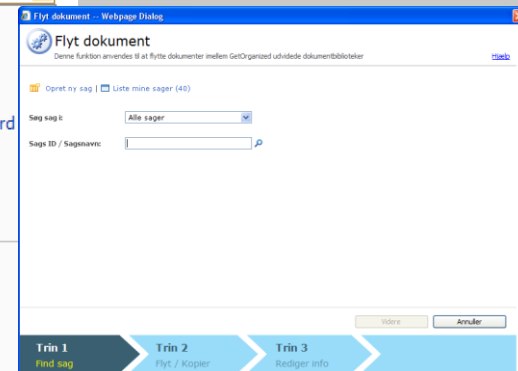 Flyt dokument -- Webpage Dialog
Flyt dokument
Denne funktion anvendes til at flytte dokumenter imellem GetOrganized udvidede dokumentbiblioteker
Hjælp
Opret ny sag | Liste mine sager (40)
rd
Søg sag i: Alle sager
Sags ID / Sagsnavn:
Videre Annuller
Trin 1 Trin 2 Trin 3
Find sag Flyt / Kopier Rediger info